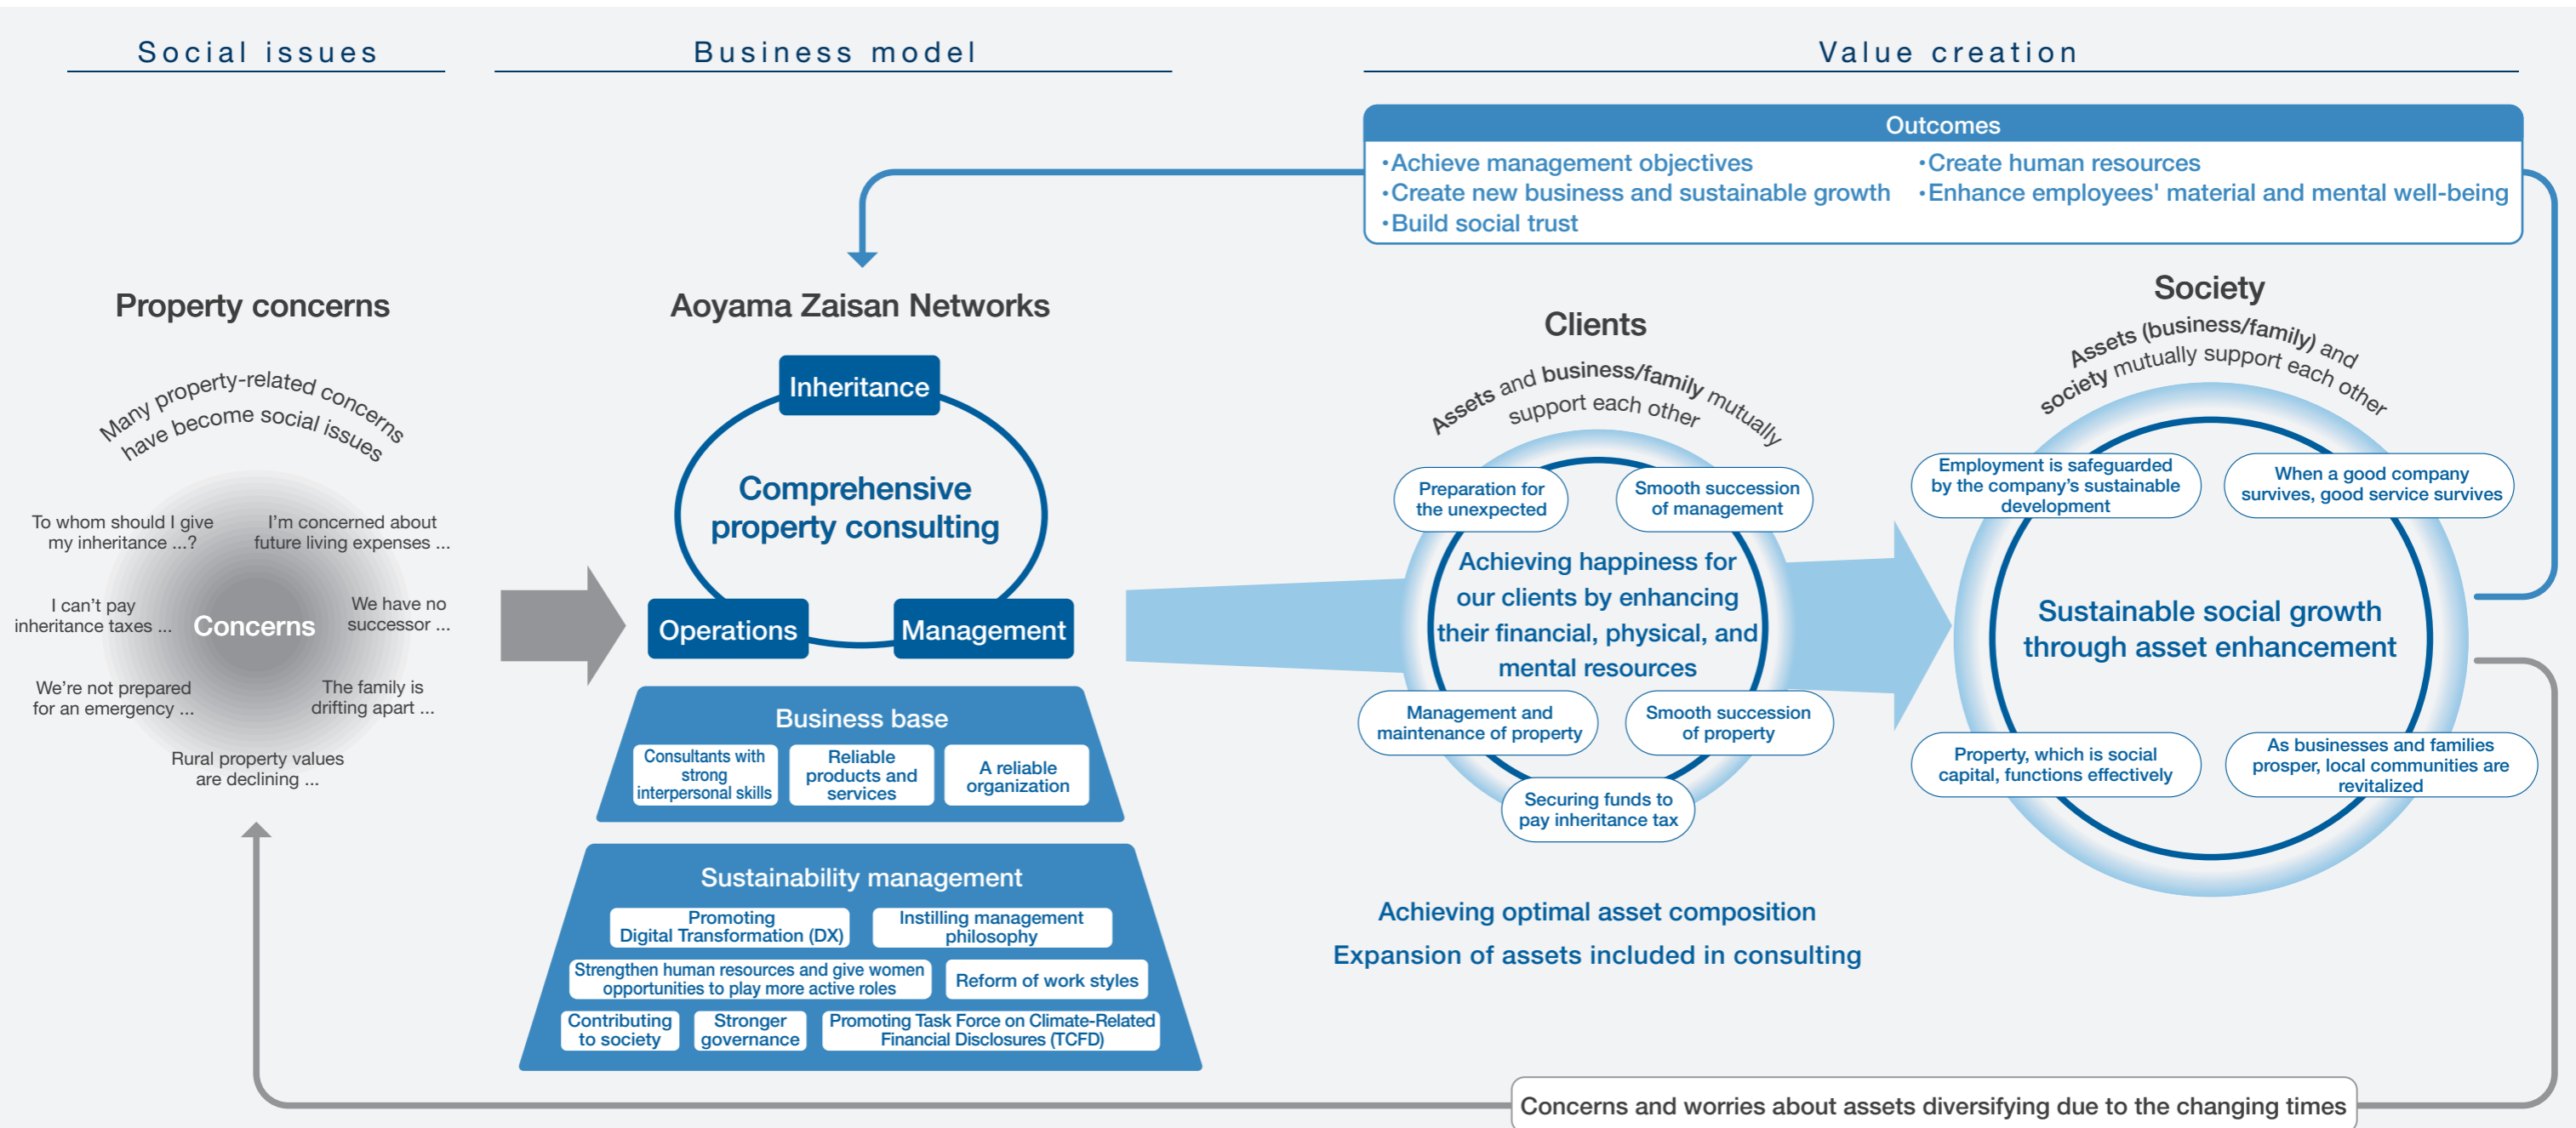 Social issues
Business model
Value creation
Outcomes
・Achieve management objectives
・Create new business and sustainable growth
・Build social trust
・Create human resources
・Enhance employees' material and mental well-being
Property concerns
Many property-related concerns
have become social issues
To whom should I give
my inheritance ...?
I'm concerned about
future living expenses ...
I can't pay
inheritance taxes ...
Concerns
We have no
successor ...
We're not prepared
for an emergency ...
The family is
drifting apart ...
Rural property values
are declining ...
Aoyama Zaisan Networks
Inheritance
Comprehensive
property consulting
Operations
Management
Business base
Consultants with
strong
interpersonal skills
Reliable
products and
services
A reliable
organization
Sustainability management
Promoting
Digital Transformation (DX)
Instilling management
philosophy
Strengthen human resources and give women
opportunities to play more active roles
Reform of work styles
Contributing
to society
Stronger
governance
Promoting Task Force on Climate-Related
Financial Disclosures (TCFD)
Clients
Assets and business/family mutually
support each other
Preparation for
the unexpected
Smooth succession
of management
Achieving happiness for
our clients by enhancing
their financial, physical, and
mental resources
Management and
maintenance of property
Smooth succession
of property
Securing funds to
pay inheritance tax
Achieving optimal asset composition
Expansion of assets included in consulting
Society
Assets (business/family) and
society mutually support each other
Employment is safeguarded
by the company's sustainable
development
When a good company
survives, good service survives
Sustainable social growth
through asset enhancement
Property, which is social
capital, functions effectively
As businesses and families
prosper, local communities are
revitalized
Concerns and worries about assets diversifying due to the changing times